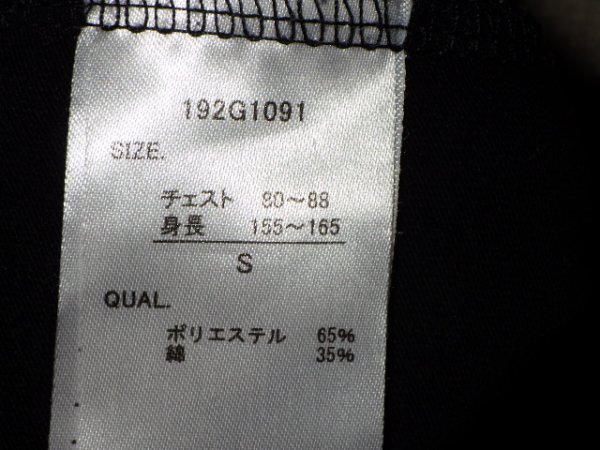 192G1091
SIZE.
チェスト 80～88
身長 155～165
S
QUAL.
ポリエステル 65%
綿 35%